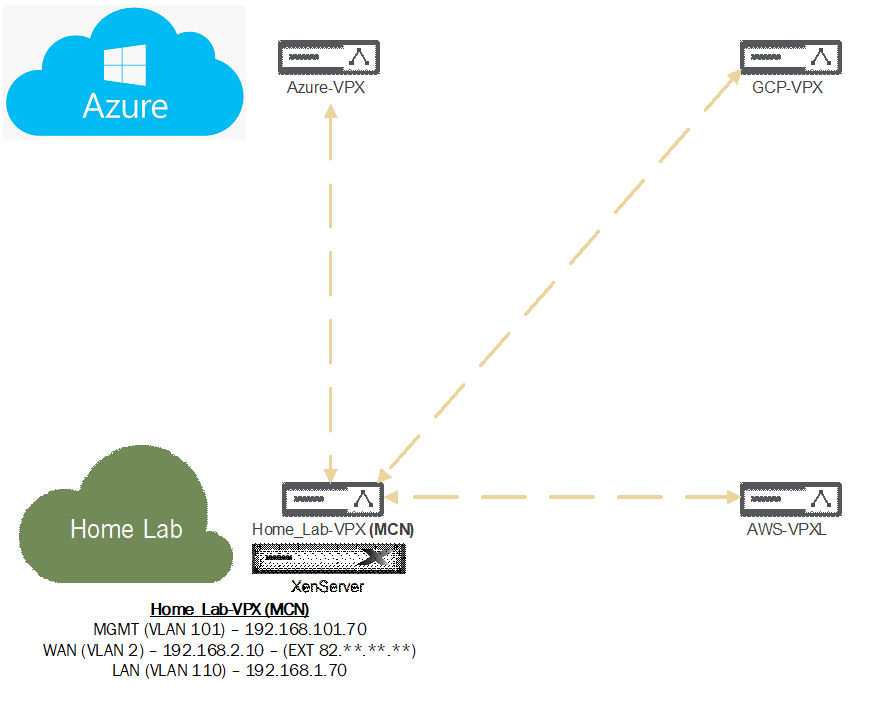 Azure
Azure-VPX
GCP-VPX
Home Lab
Home_Lab-VPX (MCN)
AWS-VPXL
XenServer
Home_Lab-VPX (MCN)
MGMT (VLAN 101) – 192.168.101.70
WAN (VLAN 2) – 192.168.2.10 – (EXT 82.**.**.**)
LAN (VLAN 110) – 192.168.1.70